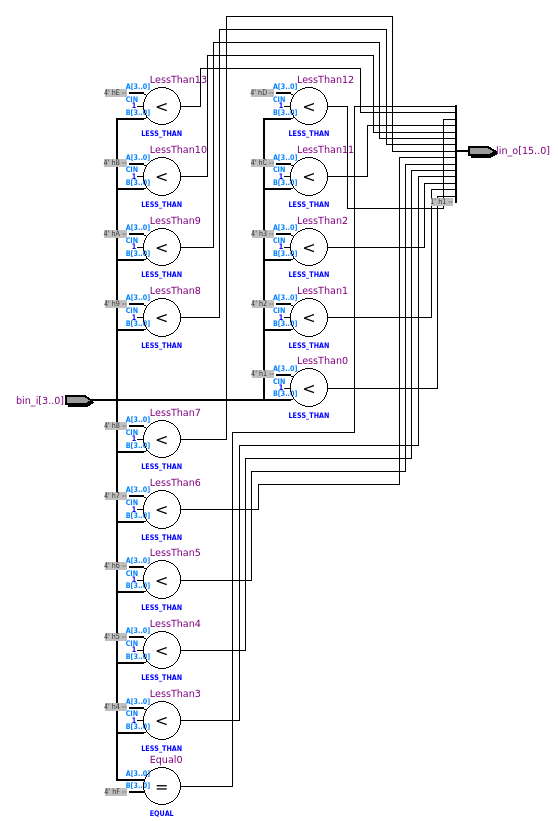 LessThan13
4' hE --
A[3..0]
CIN
1
B[3..0]
LESS_THAN
LessThan12
4' hD --
A[3..0]
CIN
1
B[3..0]
LESS_THAN
LessThan10
4' hB --
A[3..0]
CIN
1
B[3..0]
LESS_THAN
LessThan11
4' hC --
A[3..0]
CIN
1
B[3..0]
LESS_THAN
lin_o[15..0]
1' h1 --
LessThan9
4' hA --
A[3..0]
CIN
1
B[3..0]
LESS_THAN
LessThan2
4' h3 --
A[3..0]
CIN
1
B[3..0]
LESS_THAN
LessThan8
4' h9 --
A[3..0]
CIN
1
B[3..0]
LESS_THAN
LessThan1
4' h2 --
A[3..0]
CIN
1
B[3..0]
LESS_THAN
LessThan0
4' h1 --
A[3..0]
CIN
1
B[3..0]
LESS_THAN
bin_i[3..0]
LessThan7
4' h8 --
A[3..0]
CIN
1
B[3..0]
LESS_THAN
LessThan6
4' h7 --
A[3..0]
CIN
1
B[3..0]
LESS_THAN
LessThan5
4' h6 --
A[3..0]
CIN
1
B[3..0]
LESS_THAN
LessThan4
4' h5 --
A[3..0]
CIN
1
B[3..0]
LESS_THAN
LessThan3
4' h4 --
A[3..0]
CIN
1
B[3..0]
LESS_THAN
Equal0
A[3..0]
4' hF --
B[3..0]
=
EQUAL